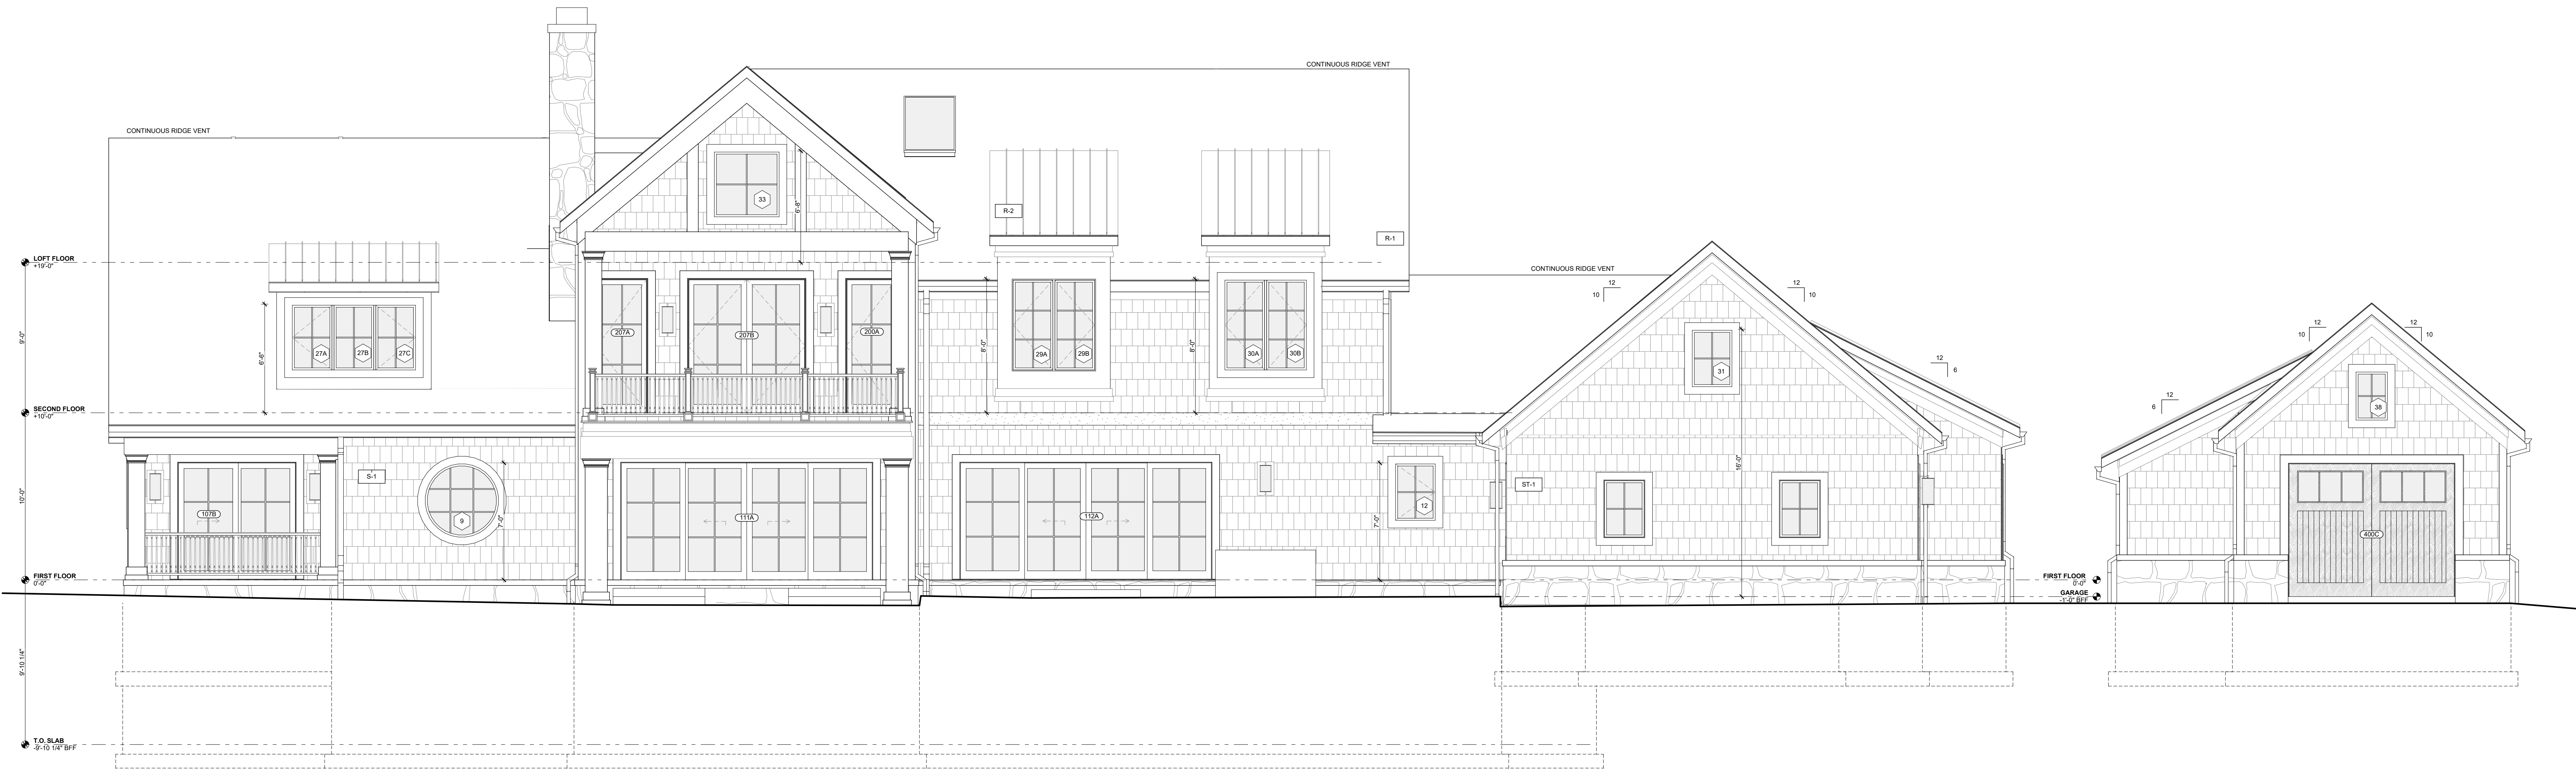 CONTINUOUS RIDGE VENT
CONTINUOUS RIDGE VENT
CONTINUOUS RIDGE VENT
33
6'-8"
R-2
R-1
LOFT FLOOR
+19'-0"
9'-0"
6'-6"
27A
27B
27C
207A
207B
200A
8'-0"
29A
29B
8'-0"
30A
30B
12
10
12
10
31
12
6
12
6
12
10
12
10
38
SECOND FLOOR
+10'-0"
10'-0"
107B
S-1
9
7'-0"
111A
112A
7'-0"
12
ST-1
16'-0"
400C
FIRST FLOOR
0'-0"
FIRST FLOOR
0'-0"
GARAGE
-1'-0" BFF
9'-10 1/4"
T.O. SLAB
-9'-10 1/4" BFF